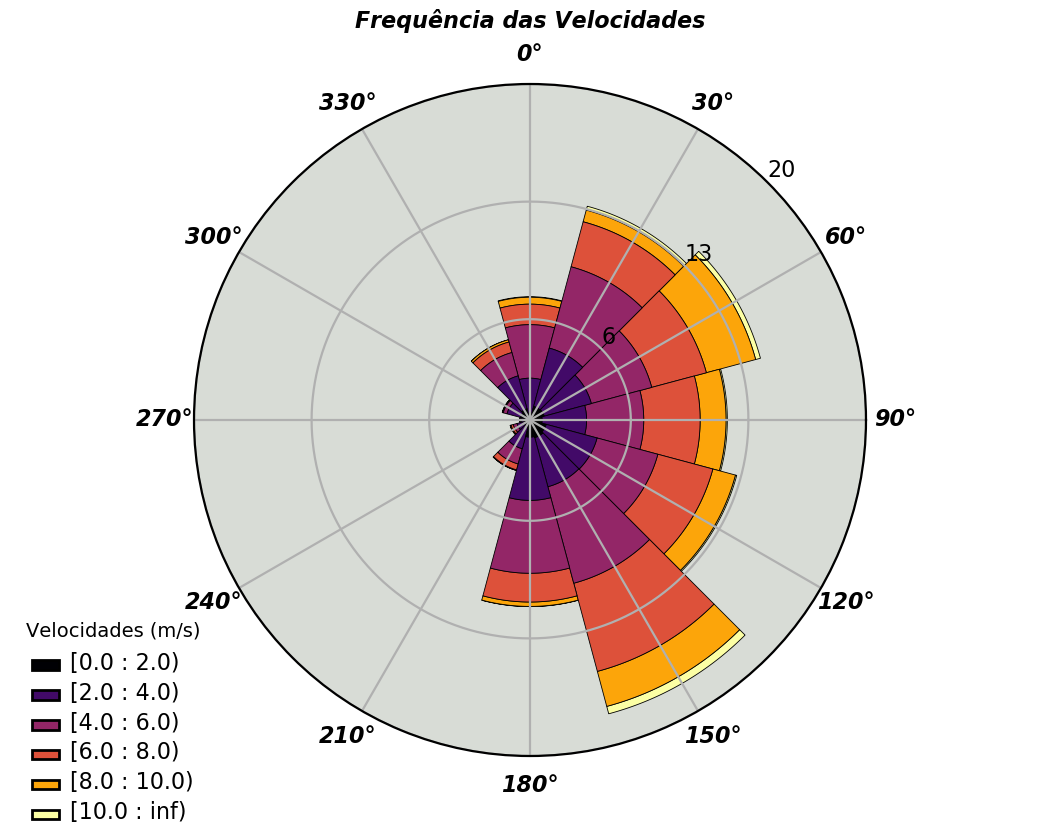 Frequência das Velocidades
0°
330°
30°
20
300°
13
60°
6
270°
90°
240°
120°
210°
150°
180°
Velocidades (m/s)
[0.0 : 2.0)
[2.0 : 4.0)
[4.0 : 6.0)
[6.0 : 8.0)
[8.0 : 10.0)
[10.0 : inf)